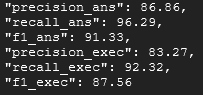 "precision_ans": 86.86,
"recall_ans": 96.29,
"f1_ans": 91.33,
"precision_exec": 83.27,
"recall_exec": 92.32,
"f1_exec": 87.56